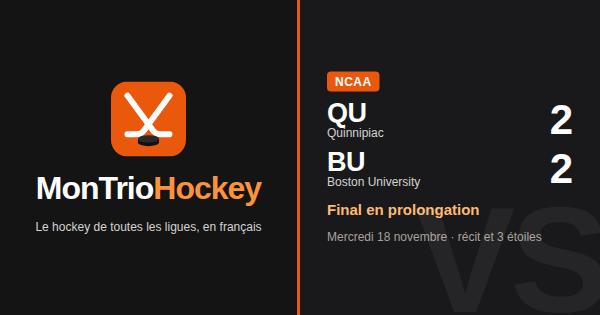 MonTrioHockey
Le hockey de toutes les ligues, en français
NCAA
QU 2
Quinnipiac
BU 2
Boston University
Final en prolongation
Mercredi 18 novembre · récit et 3 étoiles
VS